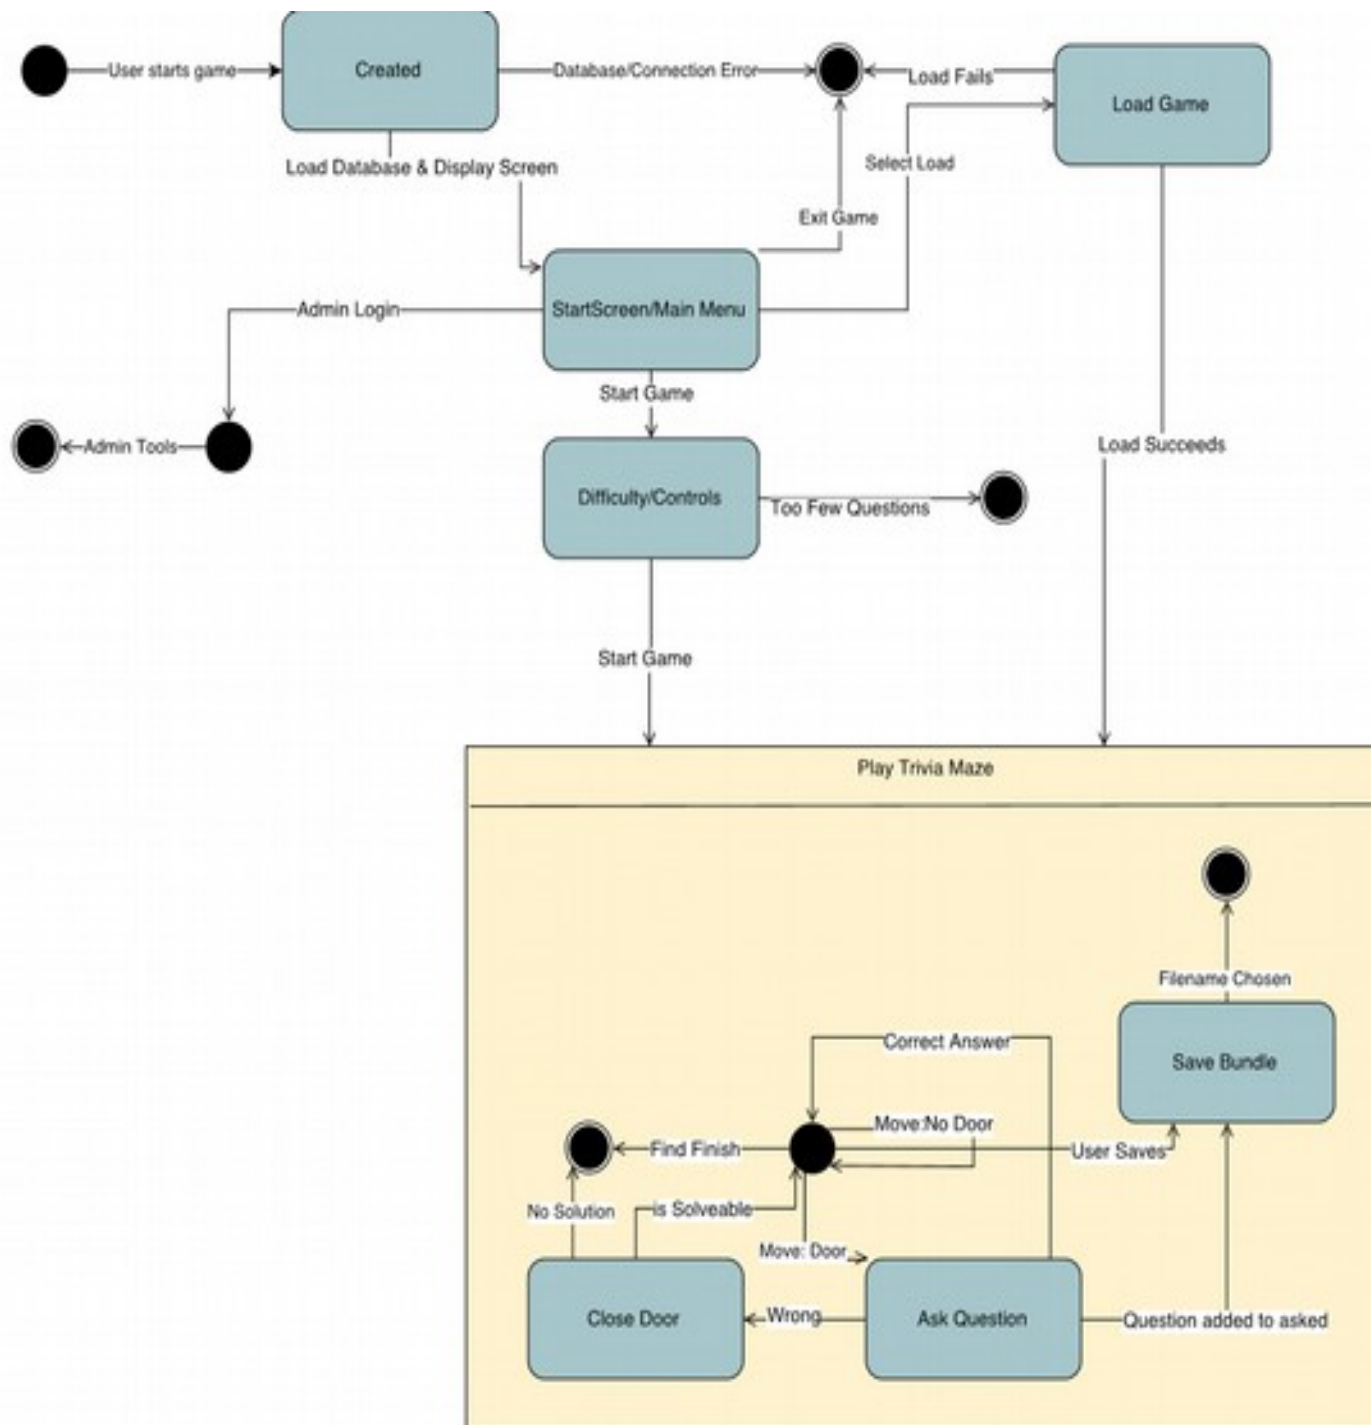 User starts game
Created
Database/Connection Error
Load Fails
Load Game
Load Database & Display Screen
Select Load
Exit Game
Admin Login
StartScreen/Main Menu
Start Game
Admin Tools
Load Succeeds
Difficulty/Controls
Too Few Questions
Start Game
Play Trivia Maze
Filename Chosen
Correct Answer
Save Bundle
Move:No Door
Find Finish
User Saves
No Solution
is Solveable
Move: Door
Close Door
Wrong
Ask Question
Question added to asked